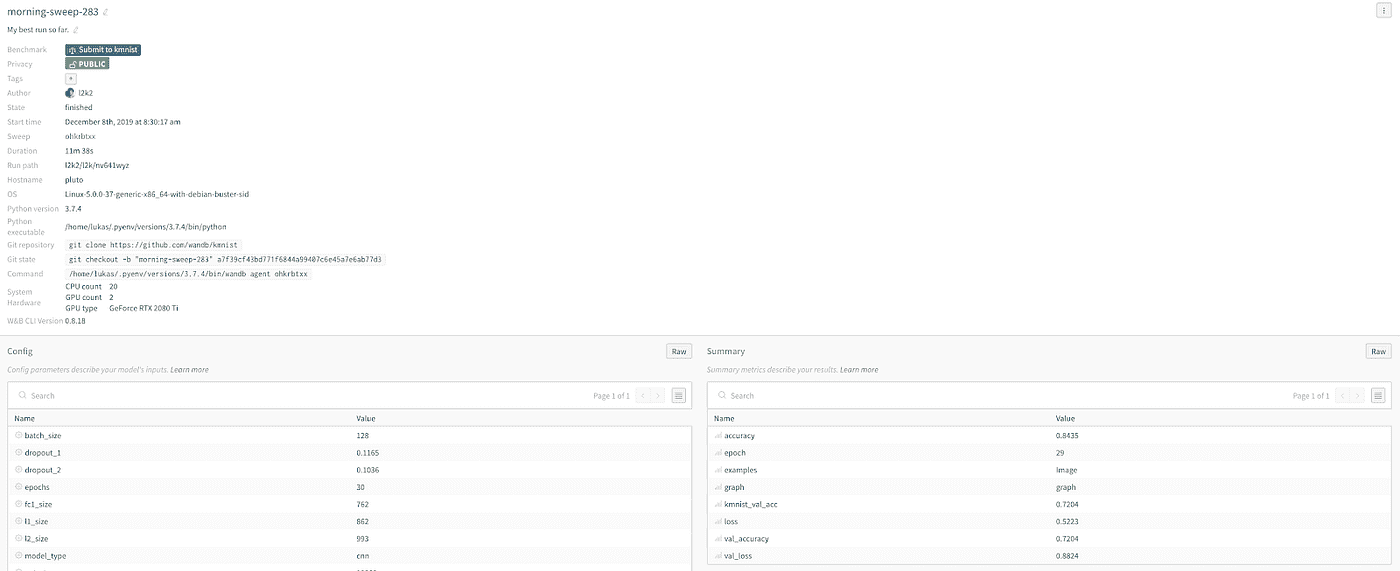 morning-sweep-283
My best run so far.
Benchmark Submit to kmnist
Privacy PUBLIC
Tags +
Author l2k2
State finished
Start time December 8th, 2019 at 8:30:17 am
Sweep ohkrbtxx
Duration 11m 38s
Run path l2k2/l2k/nv641wyz
Hostname pluto
OS Linux-5.0.0-37-generic-x86_64-with-debian-buster-sid
Python version 3.7.4
Python executable /home/lukas/.pyenv/versions/3.7.4/bin/python
Git repository git clone https://github.com/wandb/kmnist
Git state git checkout -b "morning-sweep-283" a7f39cf43bd771f6844a99407c6e45a7e6ab77d3
Command /home/lukas/.pyenv/versions/3.7.4/bin/wandb agent ohkrbtxx
System Hardware
CPU count 20
GPU count 2
GPU type GeForce RTX 2080 Ti
W&B CLI Version 0.8.18
Config Raw
Config parameters describe your model's inputs. Learn more
Search Page 1 of 1
Name Value
batch_size 128
dropout_1 0.1165
dropout_2 0.1036
epochs 30
fc1_size 762
l1_size 862
l2_size 993
model_type cnn
Summary Raw
Summary metrics describe your results. Learn more
Search Page 1 of 1
Name Value
accuracy 0.8435
epoch 29
examples Image
graph graph
kmnist_val_acc 0.7204
loss 0.5223
val_accuracy 0.7204
val_loss 0.8824